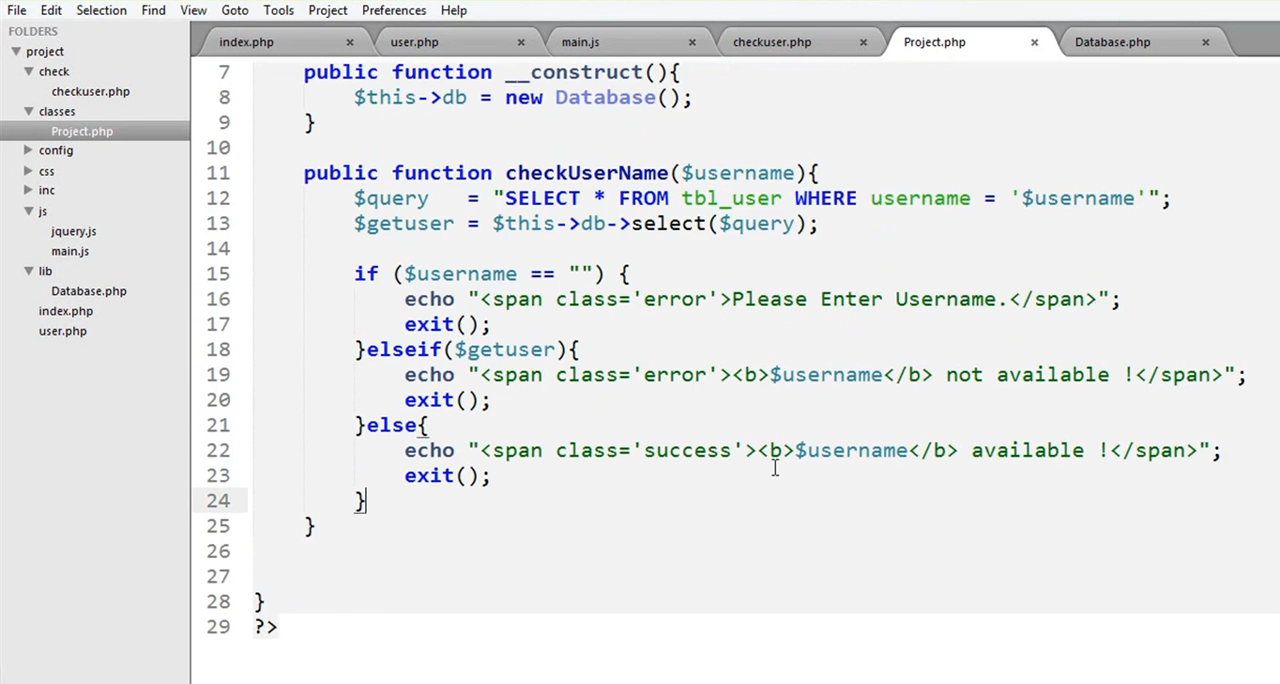 File Edit Selection Find View Goto Tools Project Preferences Help
FOLDERS
project
check
checkuser.php
classes
Project.php
config
css
inc
js
jquery.js
main.js
lib
Database.php
index.php
user.php
index.php × user.php × main.js × checkuser.php × Project.php × Database.php ×
7 public function __construct(){
8 $this->db = new Database();
9 }
10
11 public function checkUserName($username){
12 $query = "SELECT * FROM tbl_user WHERE username = '$username'";
13 $getuser = $this->db->select($query);
14
15 if ($username == "") {
16 echo "<span class='error'>Please Enter Username.</span>";
17 exit();
18 }elseif($getuser){
19 echo "<span class='error'><b>$username</b> not available !</span>";
20 exit();
21 }else{
22 echo "<span class='success'><b>$username</b> available !</span>";
23 exit();
24 }
25 }
26
27
28 }
29 ?>